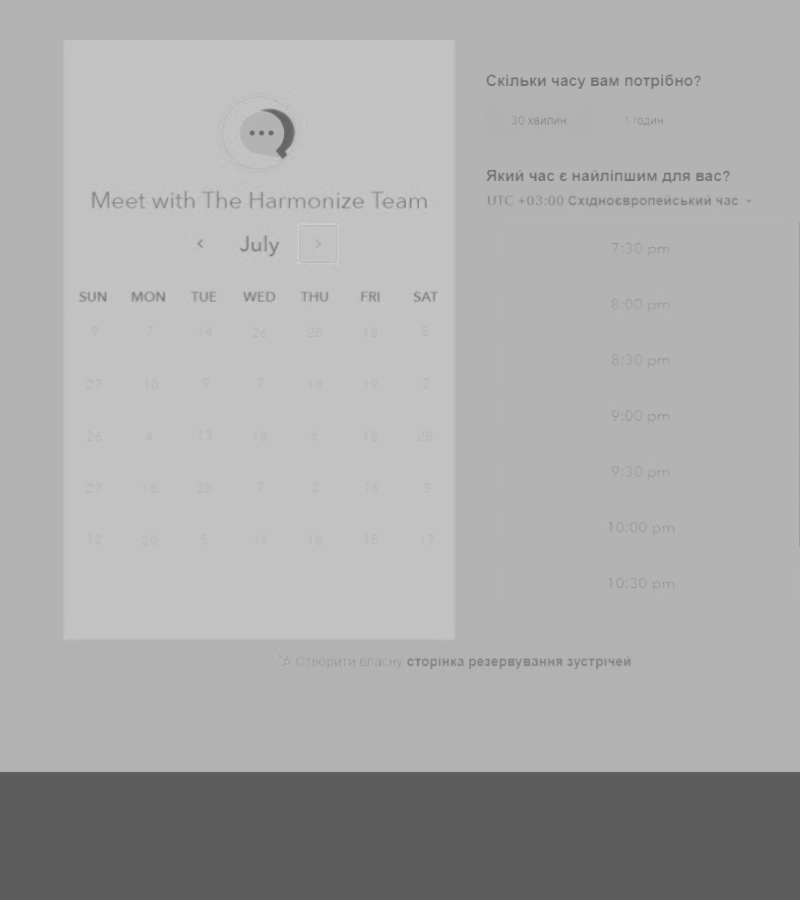 Meet with The Harmonize Team
July
SUN MON TUE WED THU FRI SAT
9 7 14 26 28 18 5
27 10 9 7 18 19 2
26 4 13 18 6 18 28
27 18 28 7 2 16 3
12 20 5 16 18 15 17
Скільки часу вам потрібно?
30 хвилин 1 годин
Який час є найліпшим для вас?
UTC +03:00 Східноєвропейський час
7:30 pm
8:00 pm
8:30 pm
9:00 pm
9:30 pm
10:00 pm
10:30 pm
Створити власну сторінка резервування зустрічей